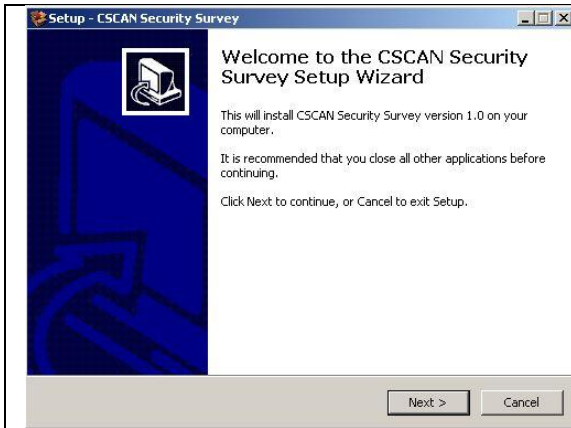 Setup - CSCAN Security Survey
Welcome to the CSCAN Security
Survey Setup Wizard
This will install CSCAN Security Survey version 1.0 on your
computer.
It is recommended that you close all other applications before
continuing.
Click Next to continue, or Cancel to exit Setup.
Next > Cancel